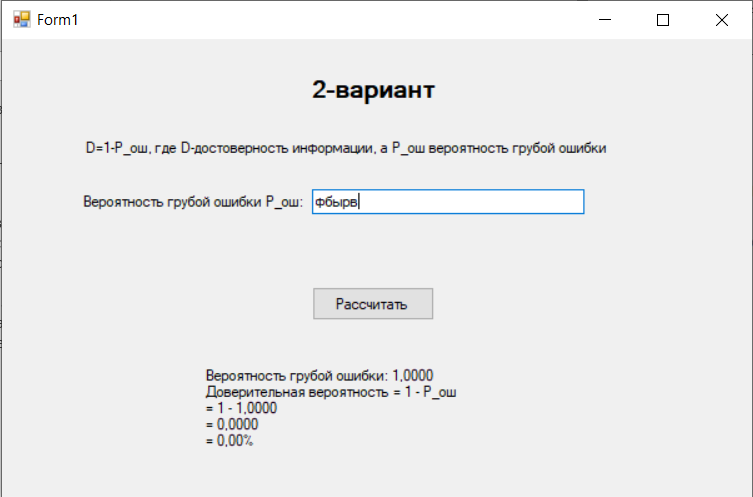 Form1
2-вариант
D=1-P_ош, где D-достоверность информации, а P_ош вероятность грубой ошибки
Вероятность грубой ошибки P_ош: фбырв
Рассчитать
Вероятность грубой ошибки: 1,0000
Доверительная вероятность = 1 - P_ош
= 1 - 1,0000
= 0,0000
= 0,00%